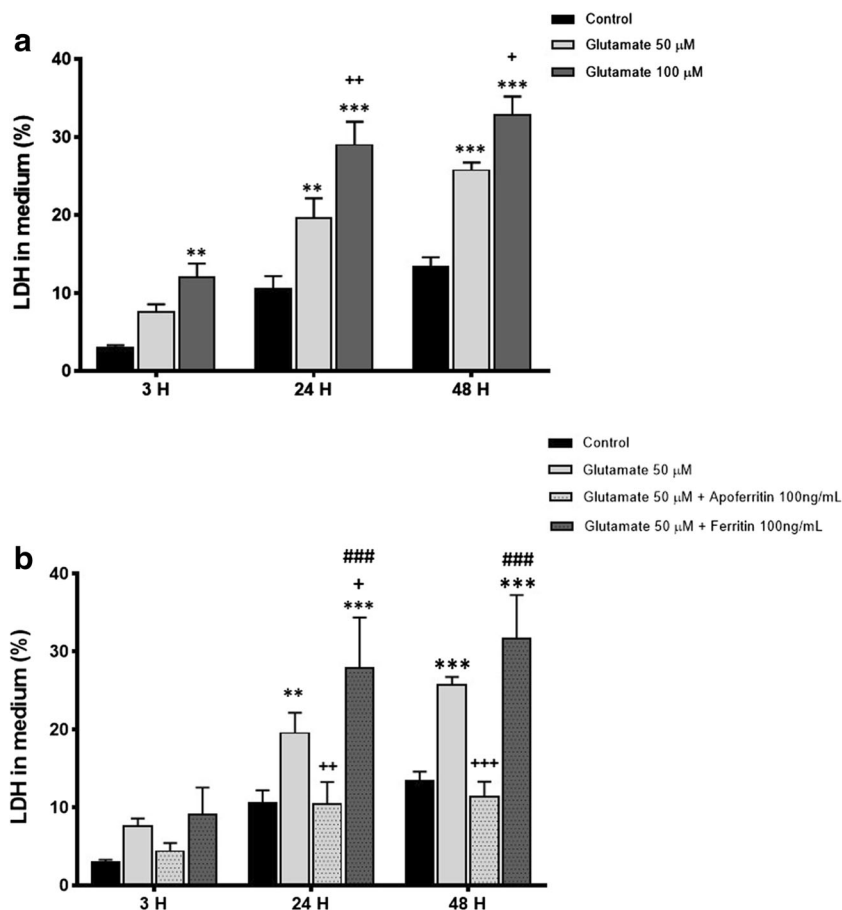 a
Control
Glutamate 50 μM
Glutamate 100 μM
LDH in medium (%)
40
30
20
10
0
**
**
++
***
***
+
***
3 H
24 H
48 H
Control
Glutamate 50 μM
Glutamate 50 μM + Apoferritin 100ng/mL
Glutamate 50 μM + Ferritin 100ng/mL
b
LDH in medium (%)
40
30
20
10
0
**
++
###
+
***
***
+++
###
***
3 H
24 H
48 H